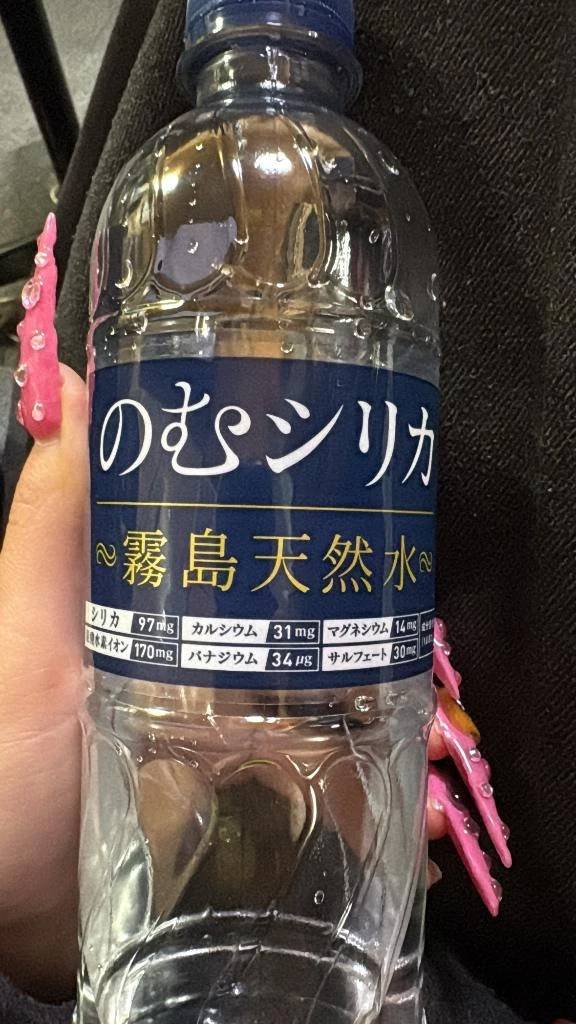 のむシリカ
～霧島天然水～
シリカ 97mg カルシウム 31mg マグネシウム 14mg
水素イオン 170mg バナジウム 34μg サルフェート 30mg